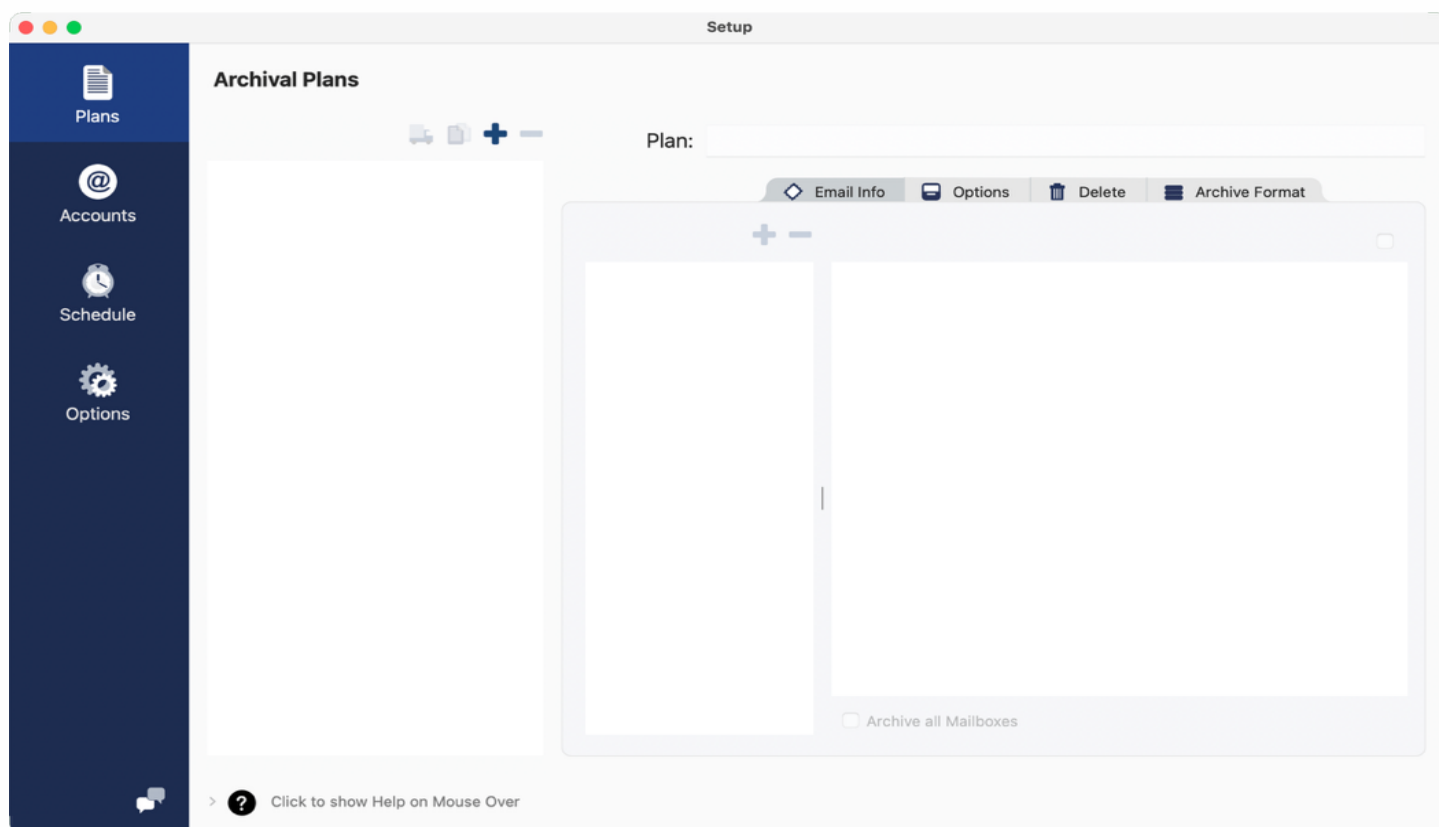 Setup
Plans
Accounts
Schedule
Options
Archival Plans
Plan:
Email Info
Options
Delete
Archive Format
Archive all Mailboxes
Click to show Help on Mouse Over